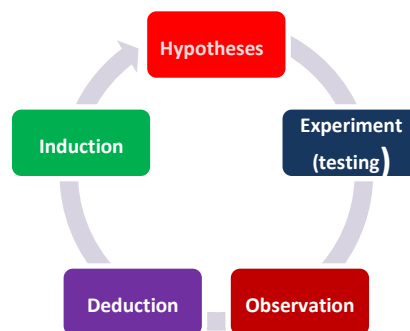 Hypotheses
Experiment
(testing)
Observation
Deduction
Induction